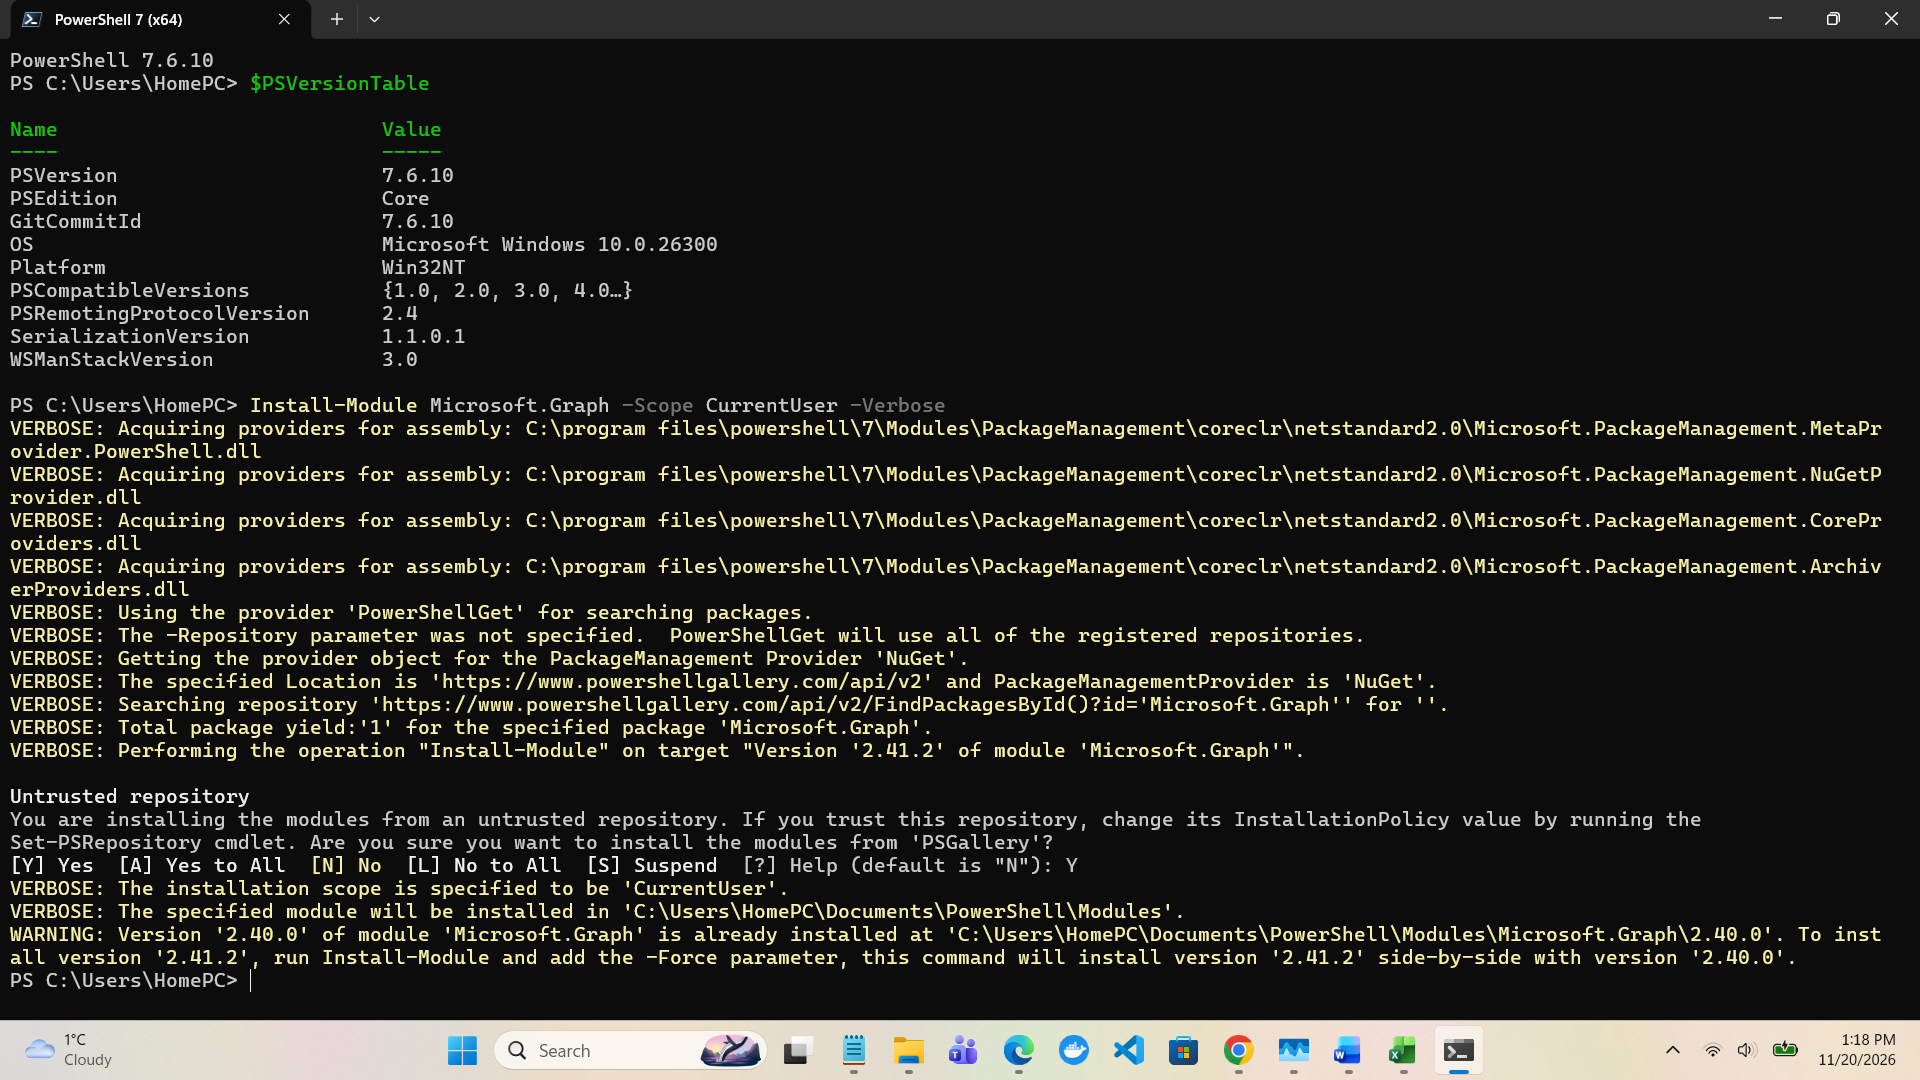 PowerShell 7 (x64)
PowerShell 7.6.10
PS C:\Users\HomePC> $PSVersionTable
Name                           Value
----                           -----
PSVersion                      7.6.10
PSEdition                      Core
GitCommitId                    7.6.10
OS                             Microsoft Windows 10.0.26300
Platform                       Win32NT
PSCompatibleVersions           {1.0, 2.0, 3.0, 4.0…}
PSRemotingProtocolVersion      2.4
SerializationVersion           1.1.0.1
WSManStackVersion              3.0
PS C:\Users\HomePC> Install-Module Microsoft.Graph -Scope CurrentUser -Verbose
VERBOSE: Acquiring providers for assembly: C:\program files\powershell\7\Modules\PackageManagement\coreclr\netstandard2.0\Microsoft.PackageManagement.MetaPr
ovider.PowerShell.dll
VERBOSE: Acquiring providers for assembly: C:\program files\powershell\7\Modules\PackageManagement\coreclr\netstandard2.0\Microsoft.PackageManagement.NuGetP
rovider.dll
VERBOSE: Acquiring providers for assembly: C:\program files\powershell\7\Modules\PackageManagement\coreclr\netstandard2.0\Microsoft.PackageManagement.CorePr
oviders.dll
VERBOSE: Acquiring providers for assembly: C:\program files\powershell\7\Modules\PackageManagement\coreclr\netstandard2.0\Microsoft.PackageManagement.Archiv
erProviders.dll
VERBOSE: Using the provider 'PowerShellGet' for searching packages.
VERBOSE: The -Repository parameter was not specified.  PowerShellGet will use all of the registered repositories.
VERBOSE: Getting the provider object for the PackageManagement Provider 'NuGet'.
VERBOSE: The specified Location is 'https://www.powershellgallery.com/api/v2' and PackageManagementProvider is 'NuGet'.
VERBOSE: Searching repository 'https://www.powershellgallery.com/api/v2/FindPackagesById()?id='Microsoft.Graph'' for ''.
VERBOSE: Total package yield:'1' for the specified package 'Microsoft.Graph'.
VERBOSE: Performing the operation "Install-Module" on target "Version '2.41.2' of module 'Microsoft.Graph'".
Untrusted repository
You are installing the modules from an untrusted repository. If you trust this repository, change its InstallationPolicy value by running the
Set-PSRepository cmdlet. Are you sure you want to install the modules from 'PSGallery'?
[Y] Yes  [A] Yes to All  [N] No  [L] No to All  [S] Suspend  [?] Help (default is "N"): Y
VERBOSE: The installation scope is specified to be 'CurrentUser'.
VERBOSE: The specified module will be installed in 'C:\Users\HomePC\Documents\PowerShell\Modules'.
WARNING: Version '2.40.0' of module 'Microsoft.Graph' is already installed at 'C:\Users\HomePC\Documents\PowerShell\Modules\Microsoft.Graph\2.40.0'. To inst
all version '2.41.2', run Install-Module and add the -Force parameter, this command will install version '2.41.2' side-by-side with version '2.40.0'.
PS C:\Users\HomePC>
1°C
Cloudy
Search
1:18 PM
11/20/2026